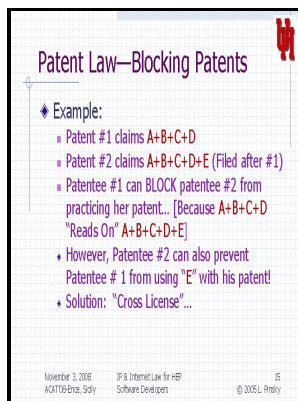 Patent Law—Blocking Patents
Example:
Patent #1 claims A+B+C+D
Patent #2 claims A+B+C+D+E (Filed after #1)
Patentee #1 can BLOCK patentee #2 from
practicing her patent... [Because A+B+C+D
“Reads On” A+B+C+D+E]
However, Patentee #2 can also prevent
Patentee # 1 from using “E” with his patent!
Solution: “Cross License”...
November 3, 2008
ACAT'08-Erice, Sicily
IP & Internet Law for HEP
Software Developers
15
© 2005 L. Pinsky